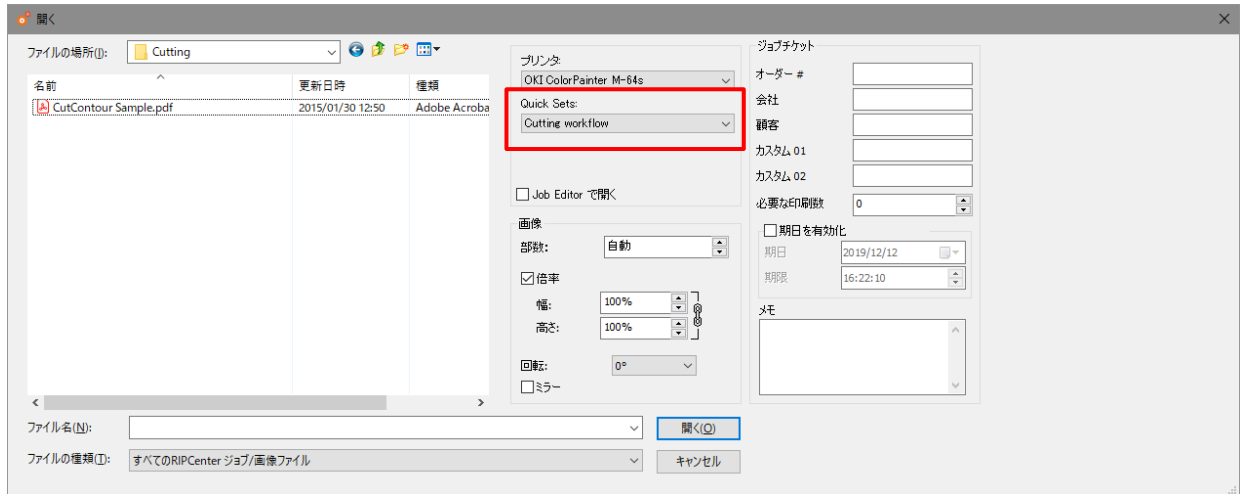 開く
ファイルの場所(I):
Cutting
名前
更新日時
種類
CutContour Sample.pdf
2015/01/30 12:50
Adobe Acroba
プリンタ:
OKI ColorPainter M-64s
Quick Sets:
Cutting workflow
Job Editor で開く
画像
部数:
自動
倍率
幅:
100%
高さ:
100%
回転:
0°
ミラー
ジョブチケット
オーダー #
会社
顧客
カスタム 01
カスタム 02
必要な印刷数
0
期日を有効化
期日
2019/12/12
期限
16:22:10
メモ
ファイル名(N):
開く(O)
ファイルの種類(T):
すべてのRIPCenter ジョブ/画像ファイル
キャンセル